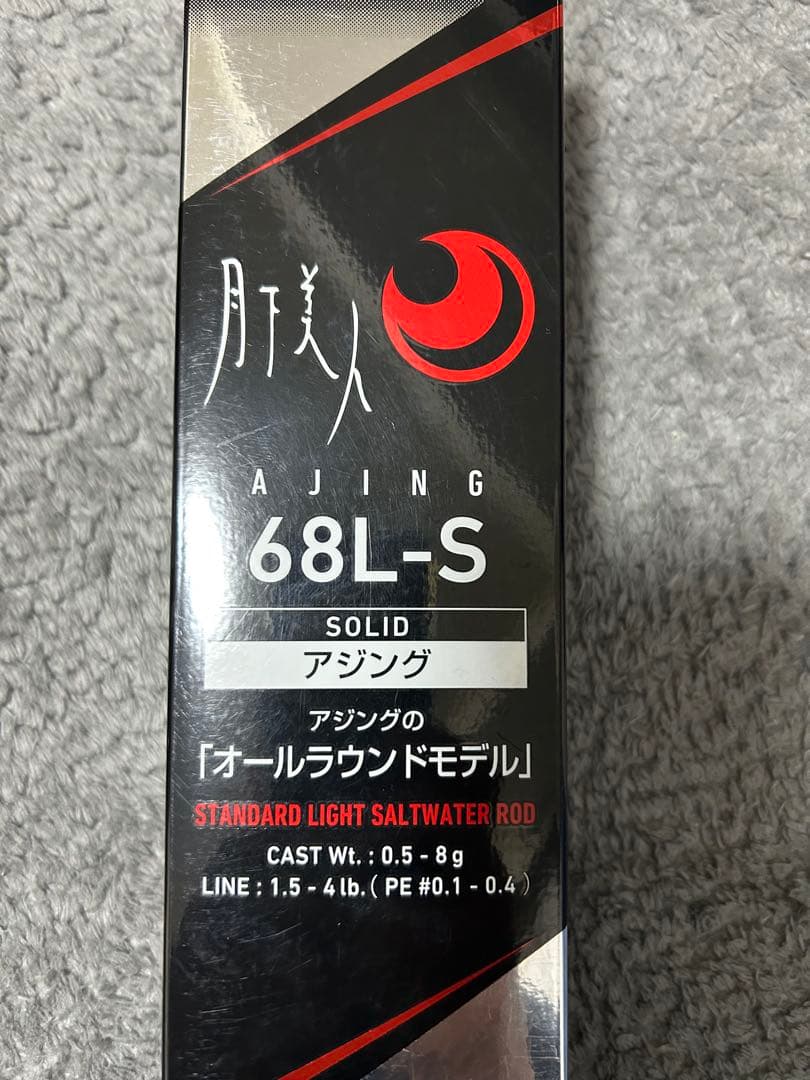 月下美人
AJING
68L-S
SOLID
アジング
アジングの
「オールラウンドモデル」
STANDARD LIGHT SALTWATER ROD
CAST Wt. : 0.5 - 8 g
LINE : 1.5 - 4 lb. ( PE #0.1 - 0.4 )